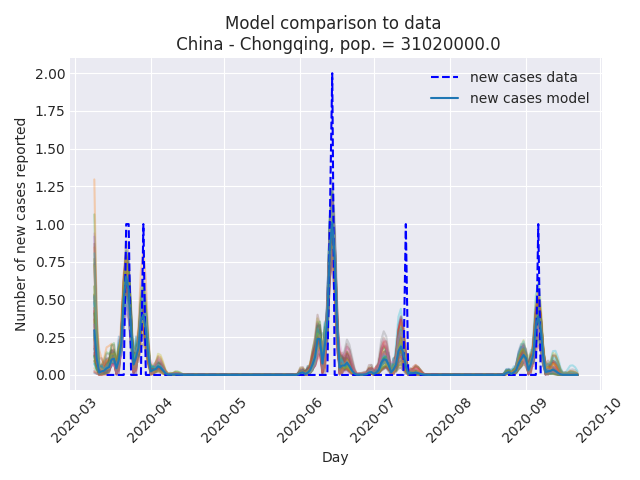 Model comparison to data
China - Chongqing, pop. = 31020000.0
new cases data
new cases model
Number of new cases reported
2.00
1.75
1.50
1.25
1.00
0.75
0.50
0.25
0.00
2020-03
2020-04
2020-05
2020-06
2020-07
2020-08
2020-09
2020-10
Day